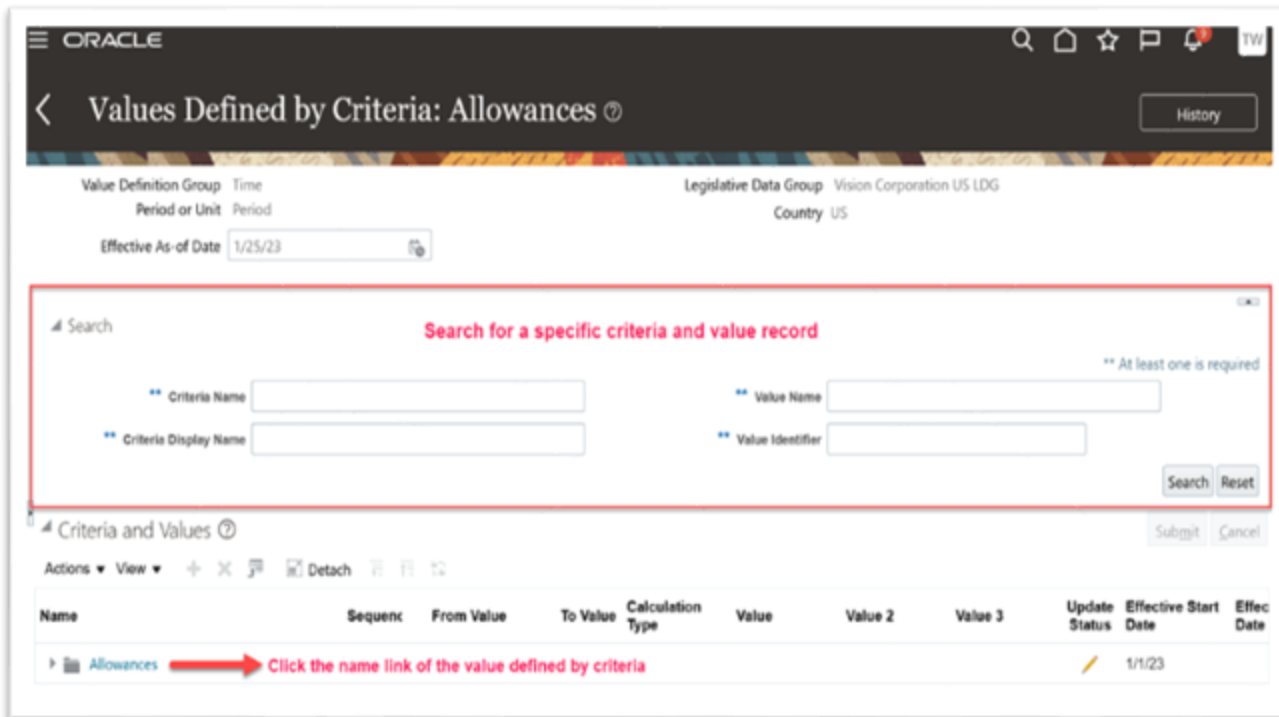 ORACLE
TW
Values Defined by Criteria: Allowances
History
Value Definition Group Time
Legislative Data Group Vision Corporation US LDG
Period or Unit Period
Country US
Effective As-of Date 1/25/23
Search
Search for a specific criteria and value record
** At least one is required
** Criteria Name
** Value Name
** Criteria Display Name
** Value Identifier
Search Reset
Criteria and Values
Submit Cancel
Actions View Detach
Name Sequenc From Value To Value Calculation Type Value Value 2 Value 3 Update Status Effective Start Date Effec Date
Allowances Click the name link of the value defined by criteria 1/1/23